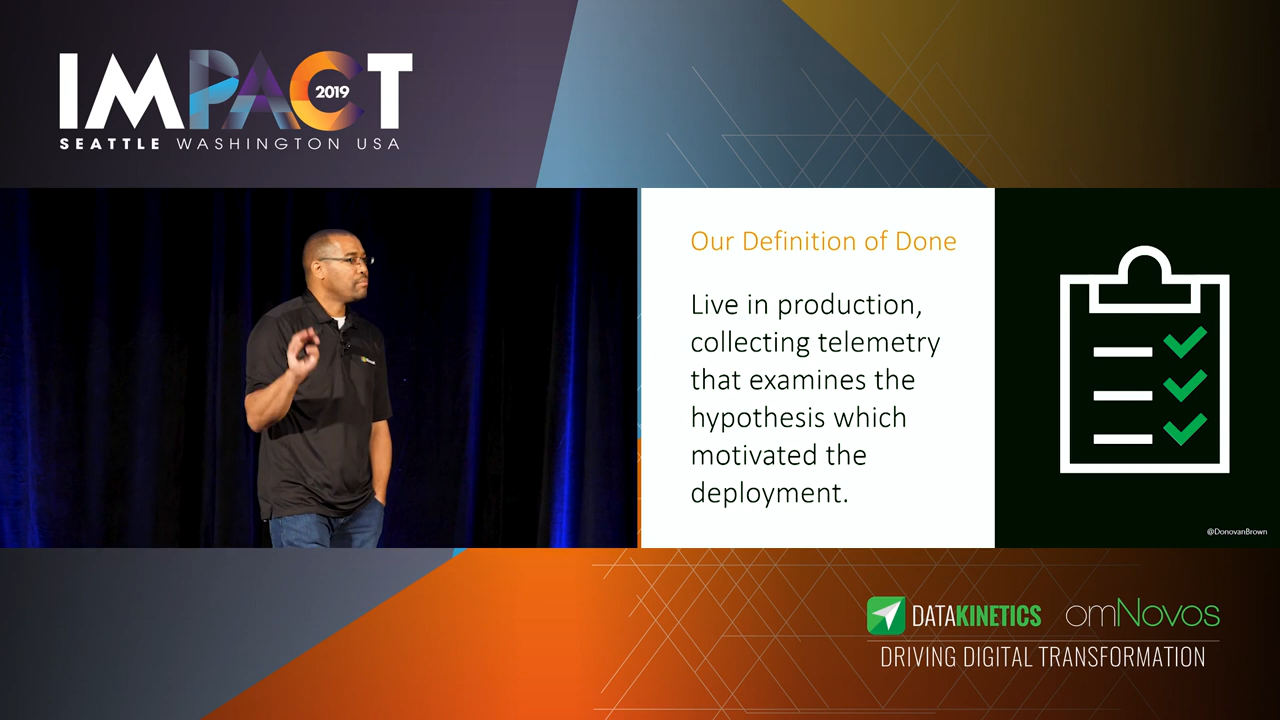 IMPACT
2019
SEATTLE WASHINGTON USA
Our Definition of Done
Live in production,
collecting telemetry
that examines the
hypothesis which
motivated the
deployment.
@DonovanBrown
DATAKINETICS omNovos
DRIVING DIGITAL TRANSFORMATION